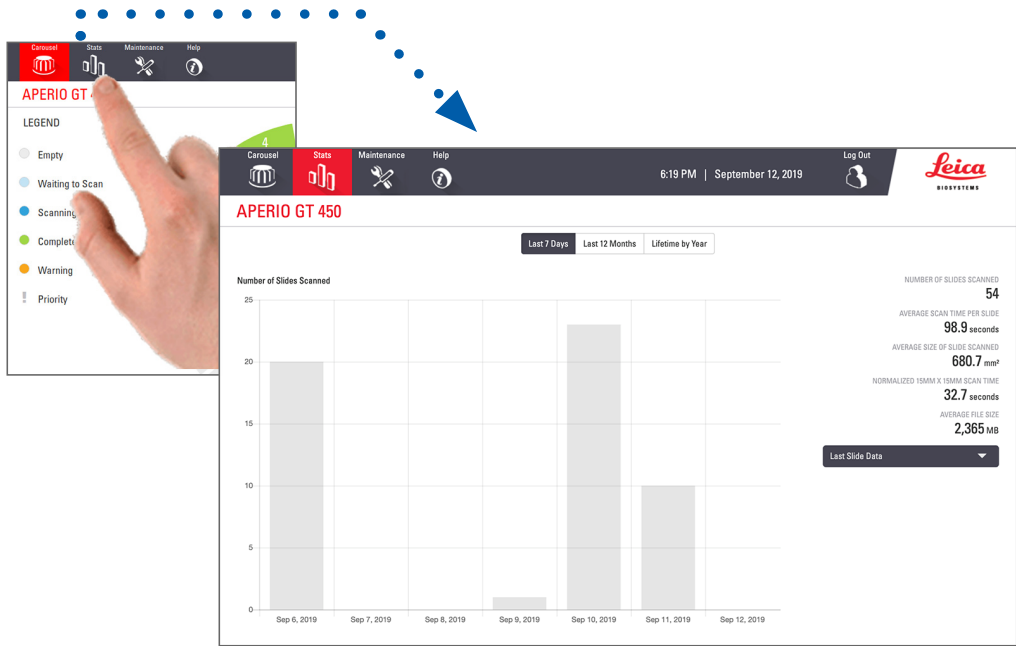 Carousel Stats Maintenance Help
APERIO GT 4
LEGEND
4
Empty
Waiting to Scan
Scanning
Complete
Warning
! Priority
Carousel Stats Maintenance Help 6:19 PM | September 12, 2019 Log Out
Leica
BIOSYSTEMS
APERIO GT 450
Last 7 Days Last 12 Months Lifetime by Year
Number of Slides Scanned
25
20
15
10
5
0
Sep 6, 2019 Sep 7, 2019 Sep 8, 2019 Sep 9, 2019 Sep 10, 2019 Sep 11, 2019 Sep 12, 2019
NUMBER OF SLIDES SCANNED
54
AVERAGE SCAN TIME PER SLIDE
98.9 seconds
AVERAGE SIZE OF SLIDE SCANNED
680.7 mm²
NORMALIZED 15MM X 15MM SCAN TIME
32.7 seconds
AVERAGE FILE SIZE
2,365 MB
Last Slide Data